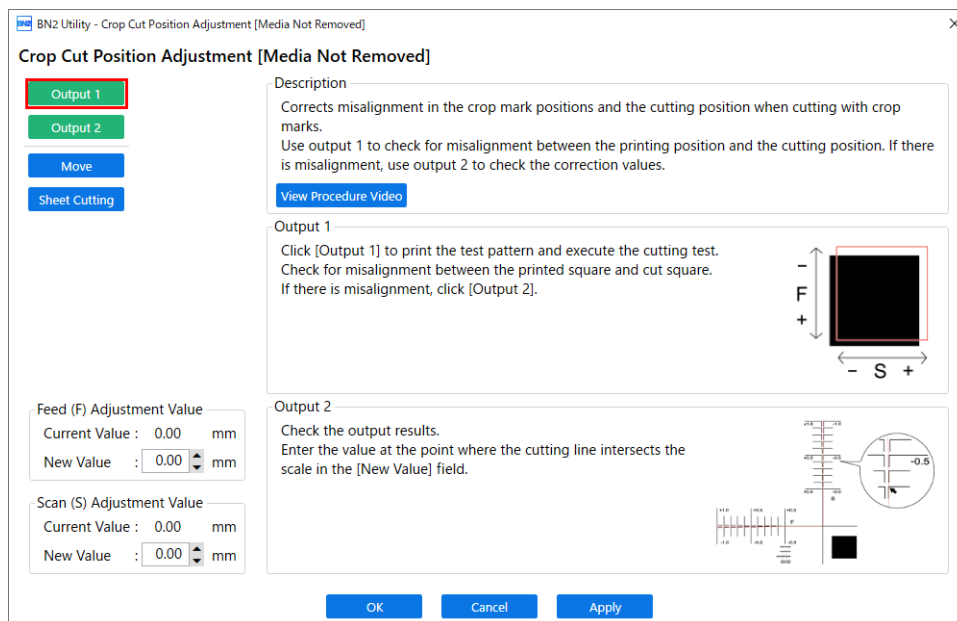 BN2 BN2 Utility - Crop Cut Position Adjustment [Media Not Removed]
Crop Cut Position Adjustment [Media Not Removed]
Output 1
Output 2
Move
Sheet Cutting
Description
Corrects misalignment in the crop mark positions and the cutting position when cutting with crop
marks.
Use output 1 to check for misalignment between the printing position and the cutting position. If there
is misalignment, use output 2 to check the correction values.
View Procedure Video
Output 1
Click [Output 1] to print the test pattern and execute the cutting test.
Check for misalignment between the printed square and cut square.
If there is misalignment, click [Output 2].
−
F
+
− S +
Feed (F) Adjustment Value
Current Value : 0.00 mm
New Value : 0.00 mm
Scan (S) Adjustment Value
Current Value : 0.00 mm
New Value : 0.00 mm
Output 2
Check the output results.
Enter the value at the point where the cutting line intersects the
scale in the [New Value] field.
-0.5
S
F
OK Cancel Apply